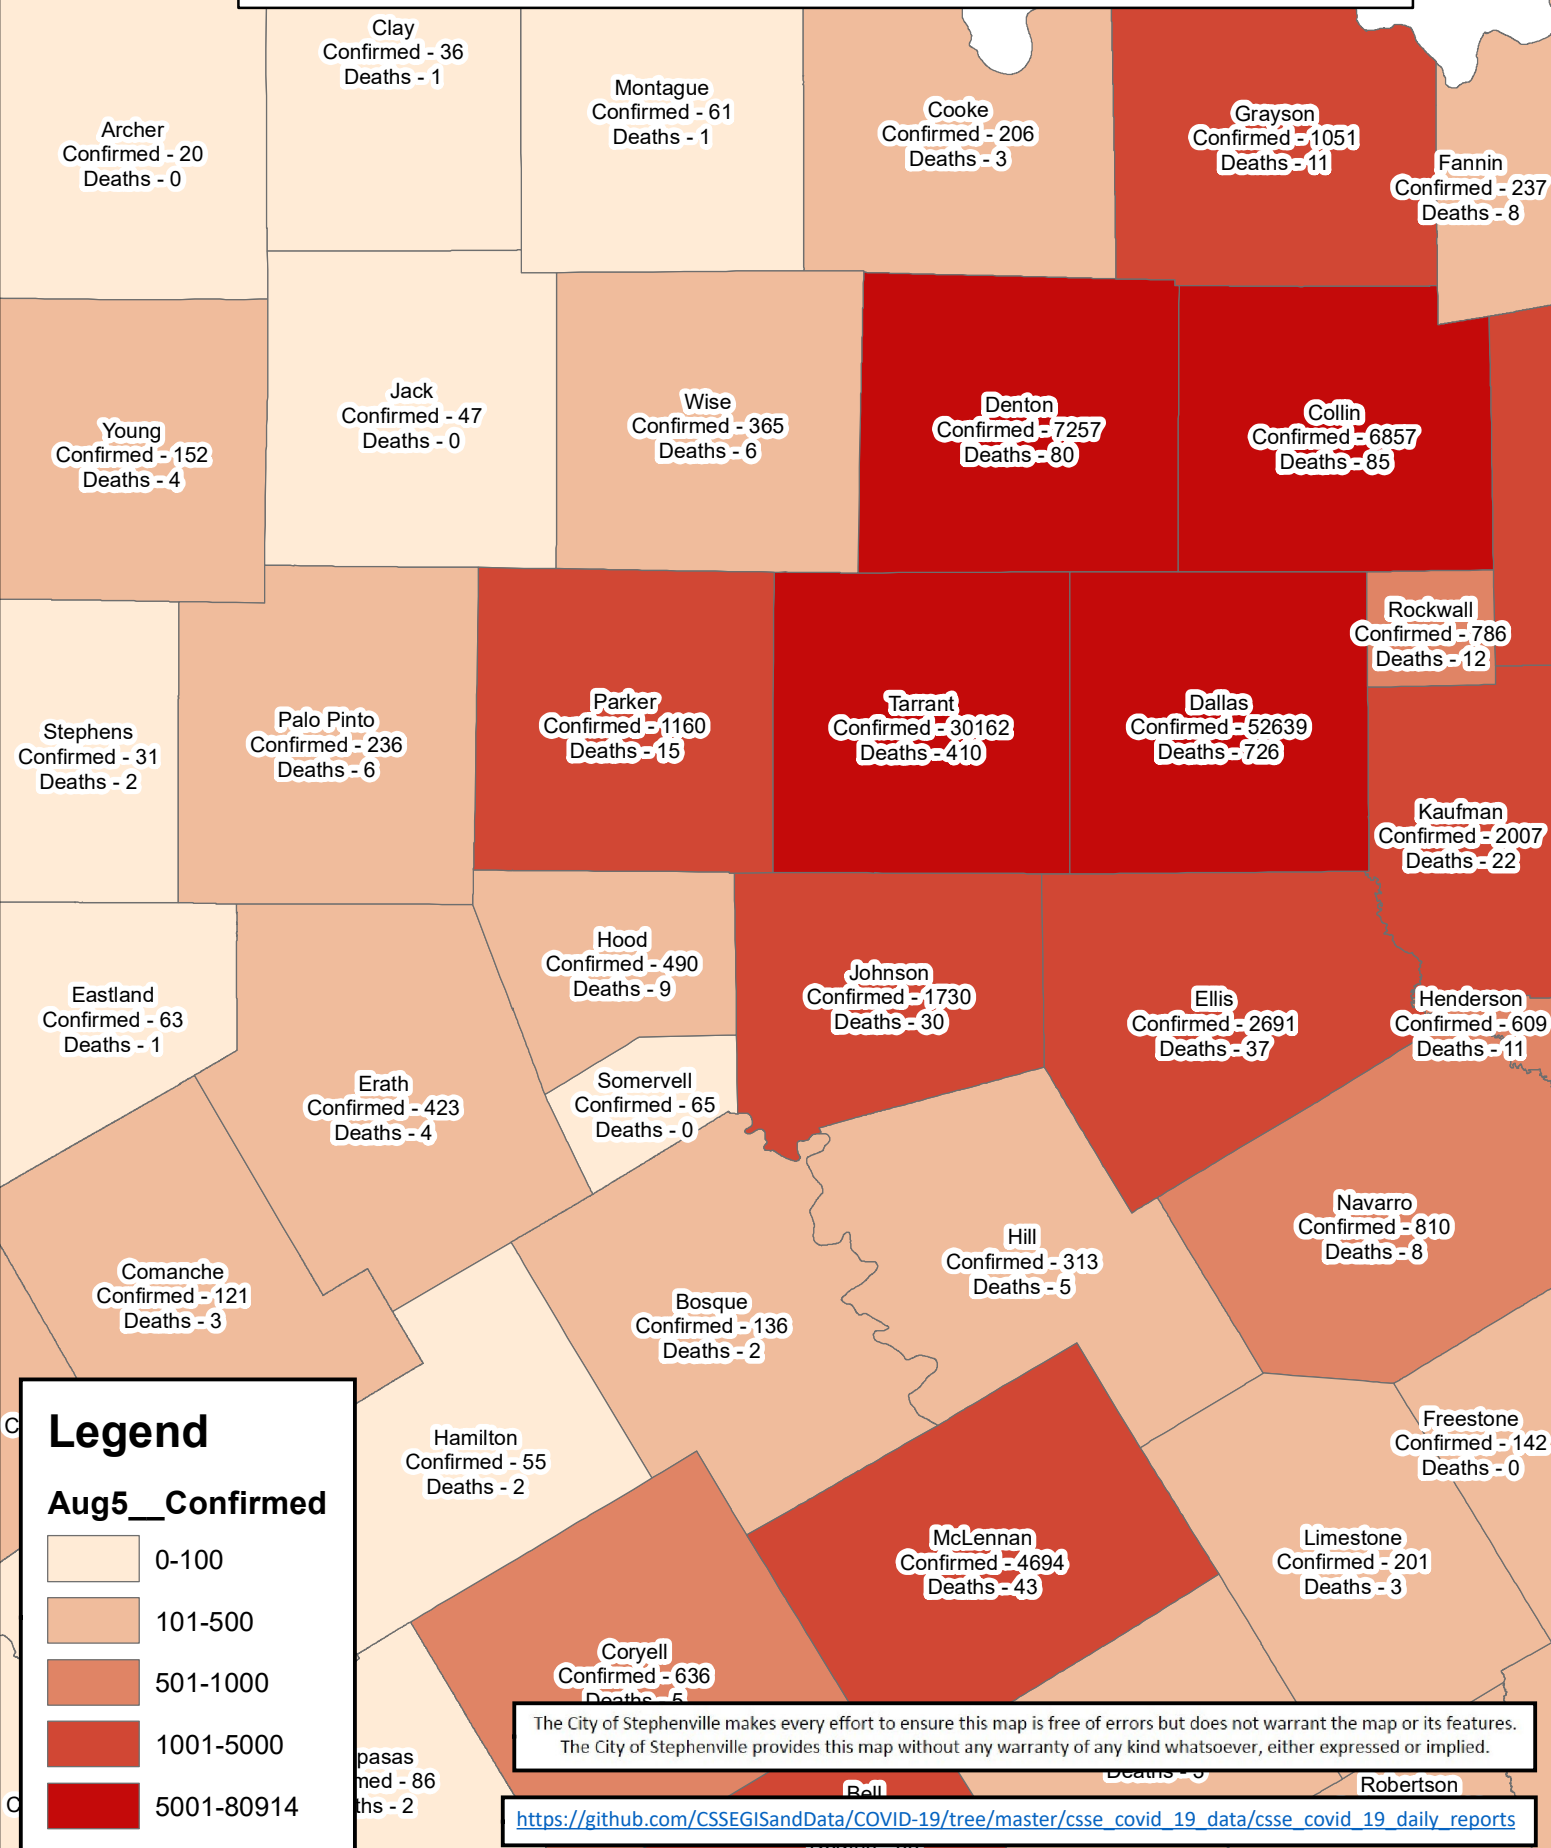 Clay
Confirmed - 36
Deaths - 1
Montague
Confirmed - 61
Deaths - 1
Cooke
Confirmed - 206
Deaths - 3
Grayson
Confirmed - 1051
Deaths - 11
Archer
Confirmed - 20
Deaths - 0
Fannin
Confirmed - 237
Deaths - 8
Young
Confirmed - 152
Deaths - 4
Jack
Confirmed - 47
Deaths - 0
Wise
Confirmed - 365
Deaths - 6
Denton
Confirmed - 7257
Deaths - 80
Collin
Confirmed - 6857
Deaths - 85
Rockwall
Confirmed - 786
Deaths - 12
Stephens
Confirmed - 31
Deaths - 2
Palo Pinto
Confirmed - 236
Deaths - 6
Parker
Confirmed - 1160
Deaths - 15
Tarrant
Confirmed - 30162
Deaths - 410
Dallas
Confirmed - 52639
Deaths - 726
Kaufman
Confirmed - 2007
Deaths - 22
Eastland
Confirmed - 63
Deaths - 1
Hood
Confirmed - 490
Deaths - 9
Johnson
Confirmed - 1730
Deaths - 30
Ellis
Confirmed - 2691
Deaths - 37
Henderson
Confirmed - 609
Deaths - 11
Erath
Confirmed - 423
Deaths - 4
Somervell
Confirmed - 65
Deaths - 0
Comanche
Confirmed - 121
Deaths - 3
Bosque
Confirmed - 136
Deaths - 2
Hill
Confirmed - 313
Deaths - 5
Navarro
Confirmed - 810
Deaths - 8
Hamilton
Confirmed - 55
Deaths - 2
Freestone
Confirmed - 142
Deaths - 0
McLennan
Confirmed - 4694
Deaths - 43
Limestone
Confirmed - 201
Deaths - 3
Coryell
Confirmed - 636
Deaths - 5
pasas
med - 86
ths - 2
Deaths - 3
Bell
Robertson
C
C
Legend
Aug5__Confirmed
0-100
101-500
501-1000
1001-5000
5001-80914
The City of Stephenville makes every effort to ensure this map is free of errors but does not warrant the map or its features.
The City of Stephenville provides this map without any warranty of any kind whatsoever, either expressed or implied.
https://github.com/CSSEGISandData/COVID-19/tree/master/csse_covid_19_data/csse_covid_19_daily_reports